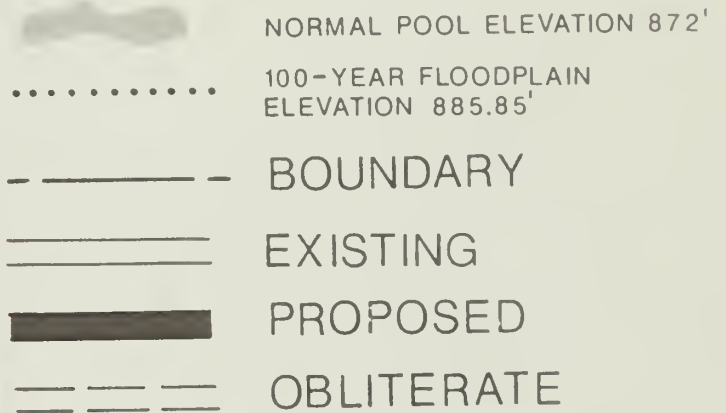 NORMAL POOL ELEVATION 872'
100-YEAR FLOODPLAIN
ELEVATION 885.85'
BOUNDARY
EXISTING
PROPOSED
OBLITERATE